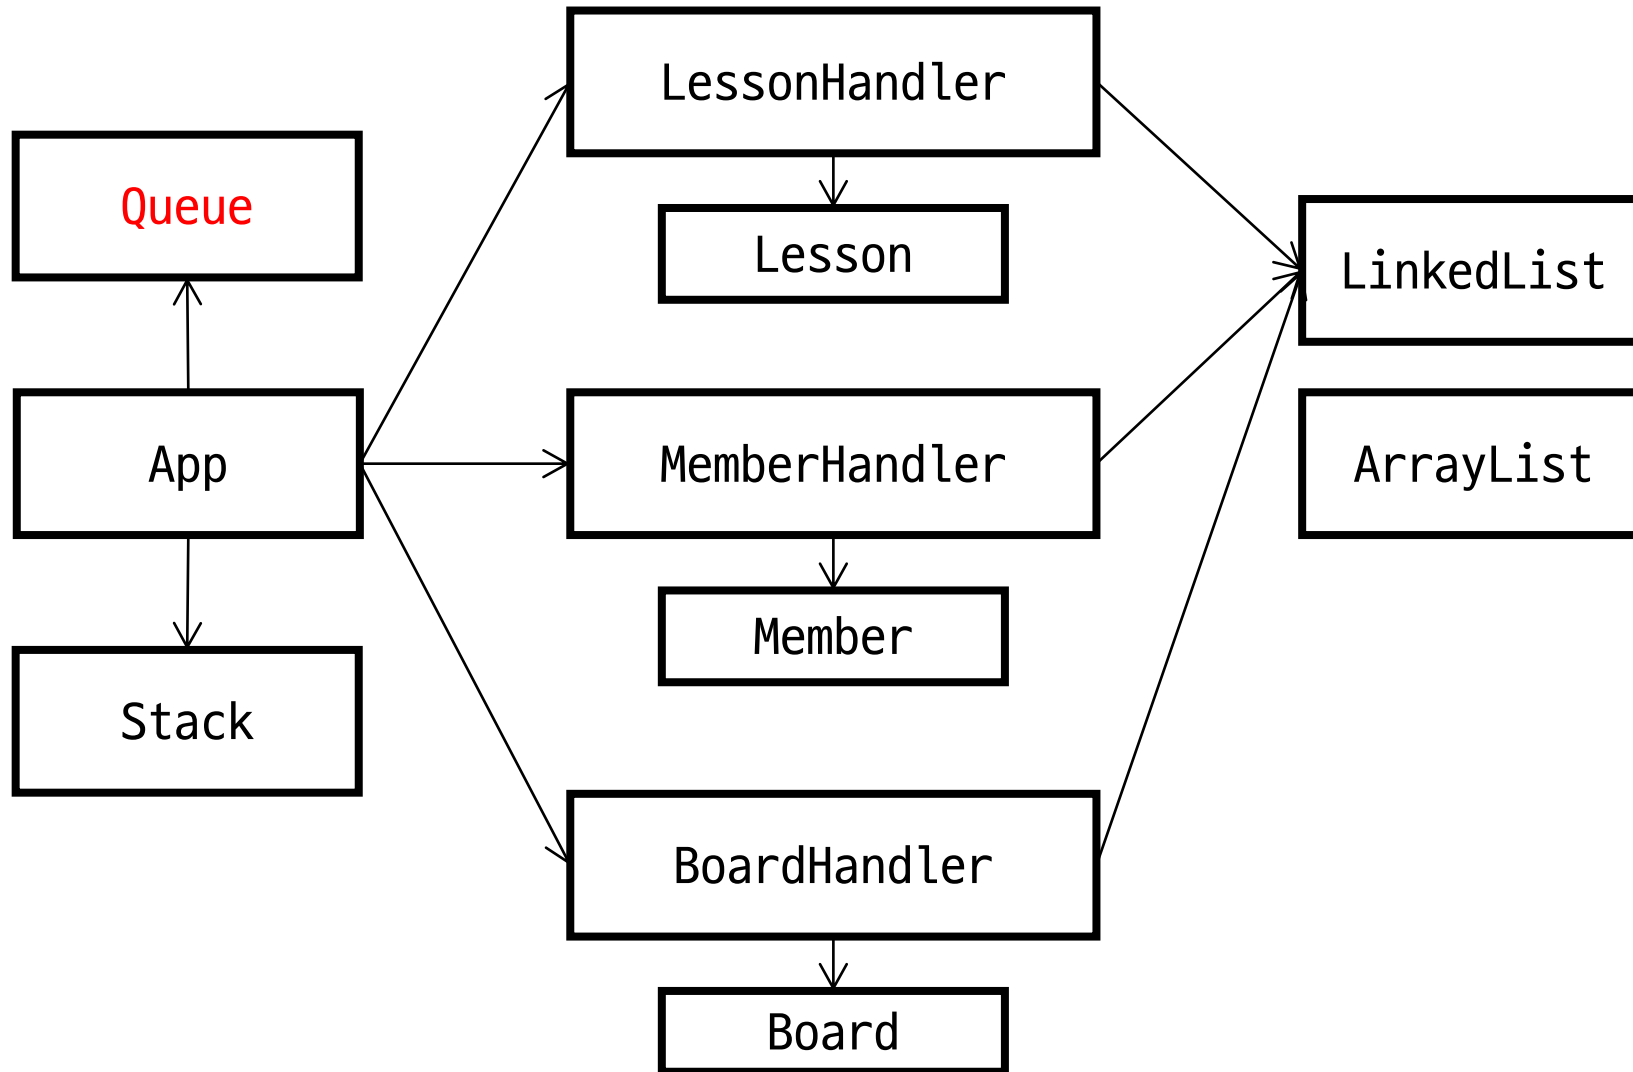 LessonHandler
Queue
Lesson
LinkedList
App
MemberHandler
ArrayList
Member
Stack
BoardHandler
Board